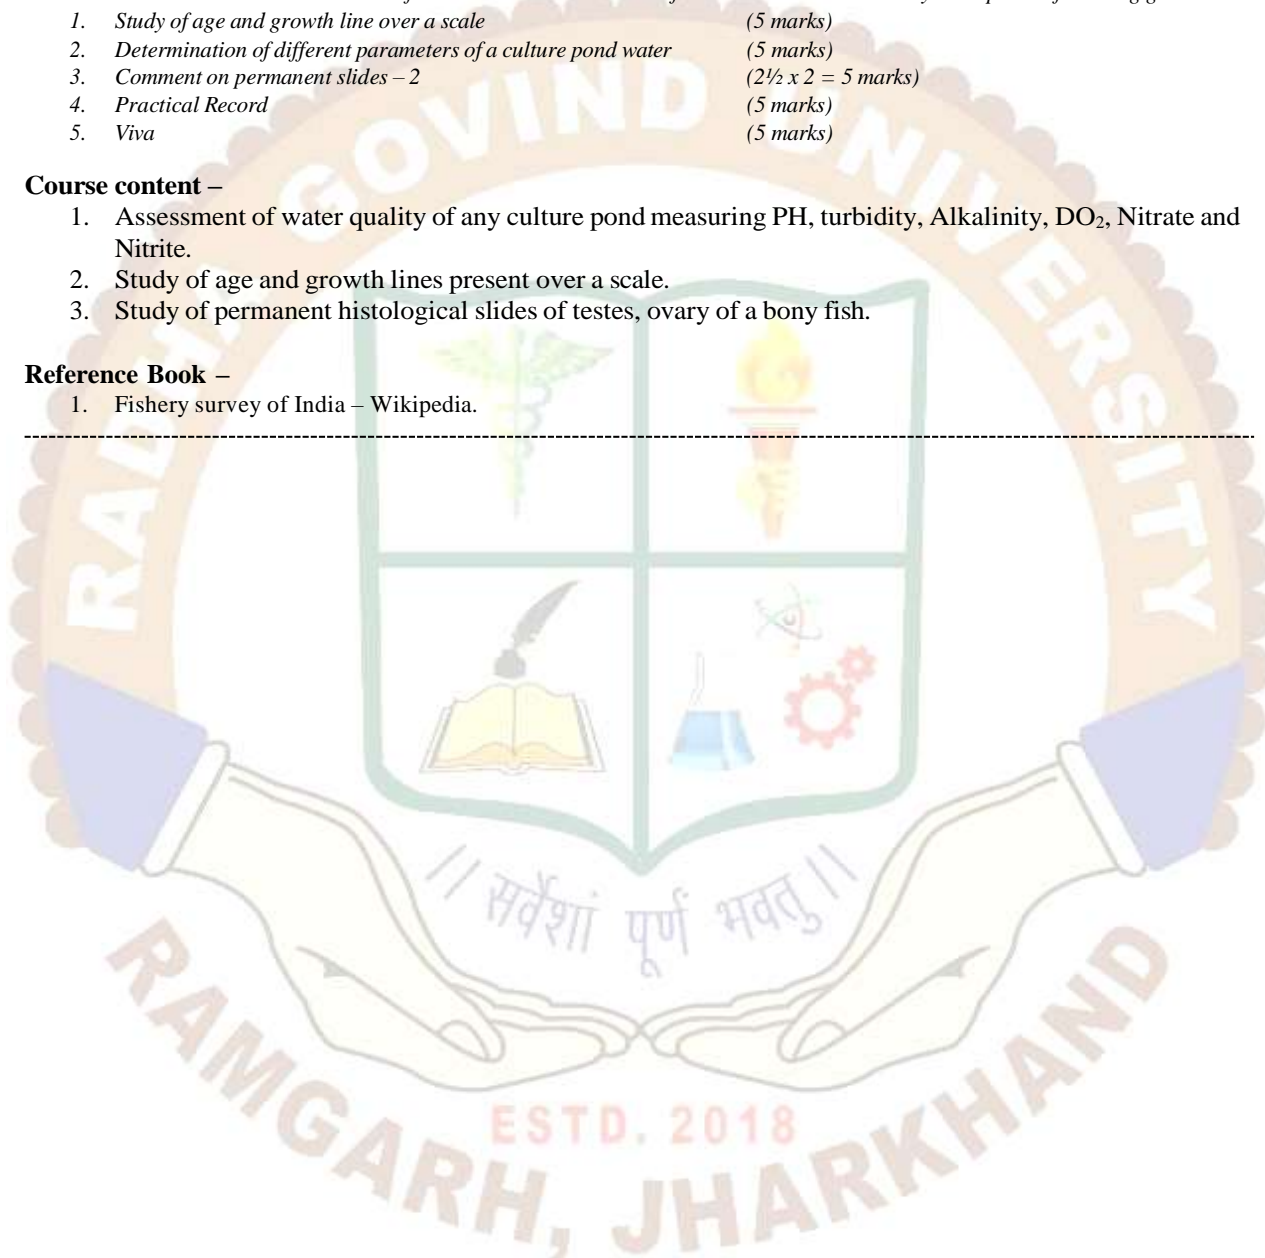 1. Study of age and growth line over a scale (5 marks)
2. Determination of different parameters of a culture pond water (5 marks)
3. Comment on permanent slides – 2 (2½ x 2 = 5 marks)
4. Practical Record (5 marks)
5. Viva (5 marks)
Course content –
1. Assessment of water quality of any culture pond measuring PH, turbidity, Alkalinity, DO₂, Nitrate and
Nitrite.
2. Study of age and growth lines present over a scale.
3. Study of permanent histological slides of testes, ovary of a bony fish.
Reference Book –
1. Fishery survey of India – Wikipedia.
RADHA GOVIND UNIVERSITY
|| सर्वेशां पूर्ण भवतु ||
ESTD. 2018
RAMGARH, JHARKHAND